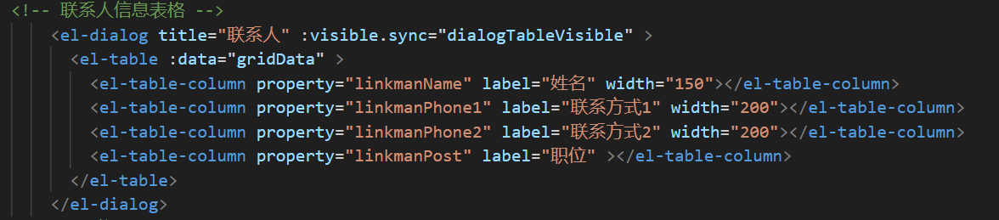 <!-- 联系人信息表格 -->
<el-dialog title="联系人" :visible.sync="dialogTableVisible" >
<el-table :data="gridData" >
<el-table-column property="linkmanName" label="姓名" width="150"></el-table-column>
<el-table-column property="linkmanPhone1" label="联系方式1" width="200"></el-table-column>
<el-table-column property="linkmanPhone2" label="联系方式2" width="200"></el-table-column>
<el-table-column property="linkmanPost" label="职位" ></el-table-column>
</el-table>
</el-dialog>